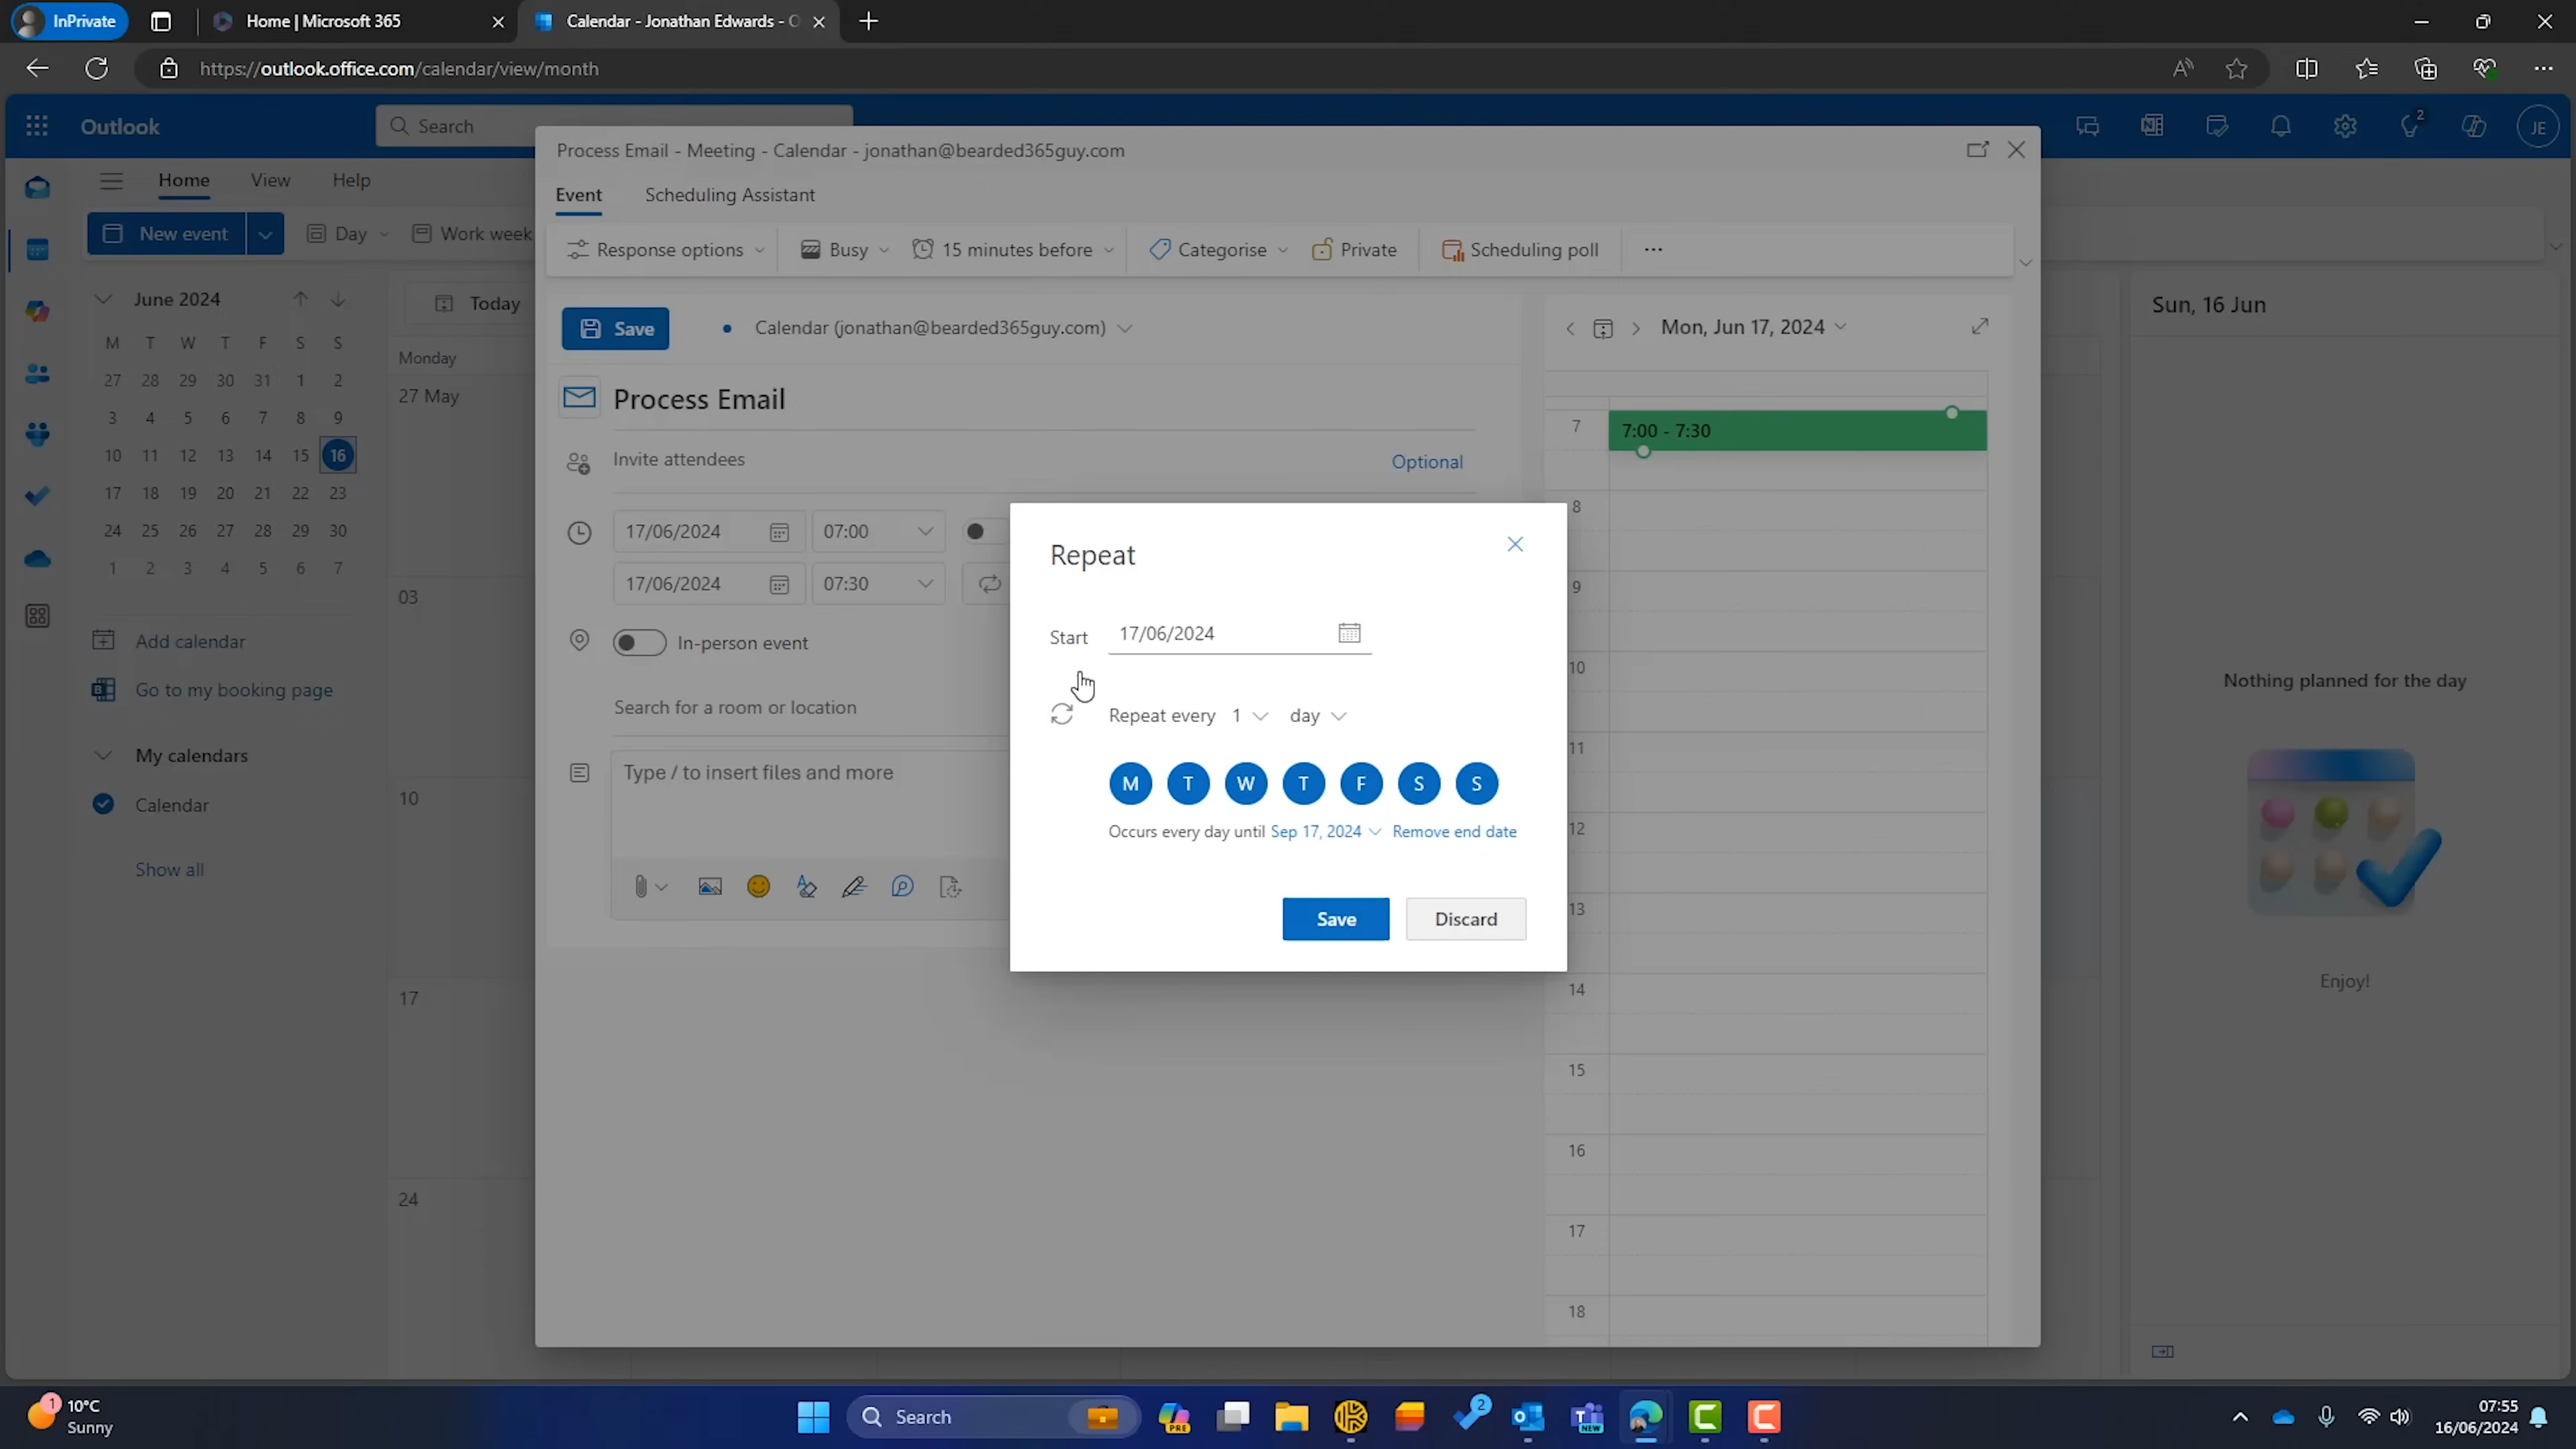 InPrivate
Home | Microsoft 365
Calendar - Jonathan Edwards - O
https://outlook.office.com/calendar/view/month
Outlook
Search
2
JE
Process Email - Meeting - Calendar - jonathan@bearded365guy.com
Home View Help
Event Scheduling Assistant
New event Day Work week
Response options Busy 15 minutes before Categorise Private Scheduling poll ...
June 2024
M T W T F S S
27 28 29 30 31 1 2
3 4 5 6 7 8 9
10 11 12 13 14 15 16
17 18 19 20 21 22 23
24 25 26 27 28 29 30
1 2 3 4 5 6 7
Add calendar
Go to my booking page
My calendars
Calendar
Show all
Today
Monday
27 May
03
10
17
24
Save
Calendar (jonathan@bearded365guy.com)
Process Email
Invite attendees
Optional
17/06/2024 07:00
17/06/2024 07:30
In-person event
Search for a room or location
Type / to insert files and more
Repeat
Start 17/06/2024
Repeat every 1 day
M T W T F S S
Occurs every day until Sep 17, 2024 Remove end date
Save Discard
Mon, Jun 17, 2024
7 7:00 - 7:30
8
9
10
11
12
13
14
15
16
17
18
Sun, 16 Jun
Nothing planned for the day
Enjoy!
1
10°C
Sunny
Search
PRE
2
NEW
07:55
16/06/2024